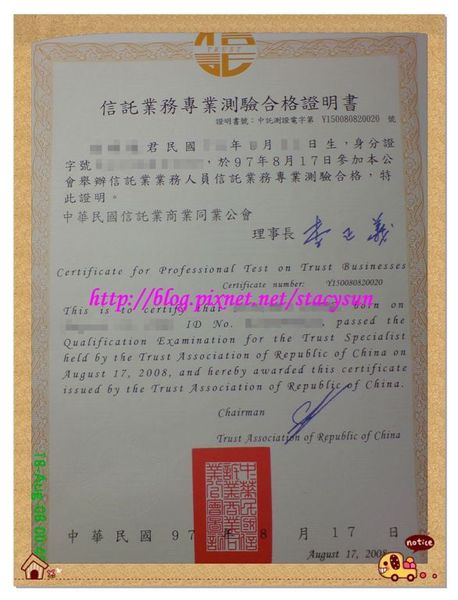 信託
TRUST
信託業務專業測驗合格證明書
證明書號：中託測證電字第 Y150080820020 號
君民國 年 月 日生，身分證
字號 ，於97年8月17日參加本公
會舉辦信託業業務人員信託業務專業測驗合格，特
此證明。
中華民國信託業商業同業公會
理事長
Certificate for Professional Test on Trust Businesses
Certificate number: Y150080820020
http://blog.pixnet.net/stacysun
This is to certify that born on
ID No. , passed the
Qualification Examination for the Trust Specialist
held by the Trust Association of Republic of China on
August 17, 2008, and hereby awarded this certificate
issued by the Trust Association of Republic of China.
Chairman
Trust Association of Republic of China
中華民國 97 年 8 月 17 日
August 17, 2008
notice